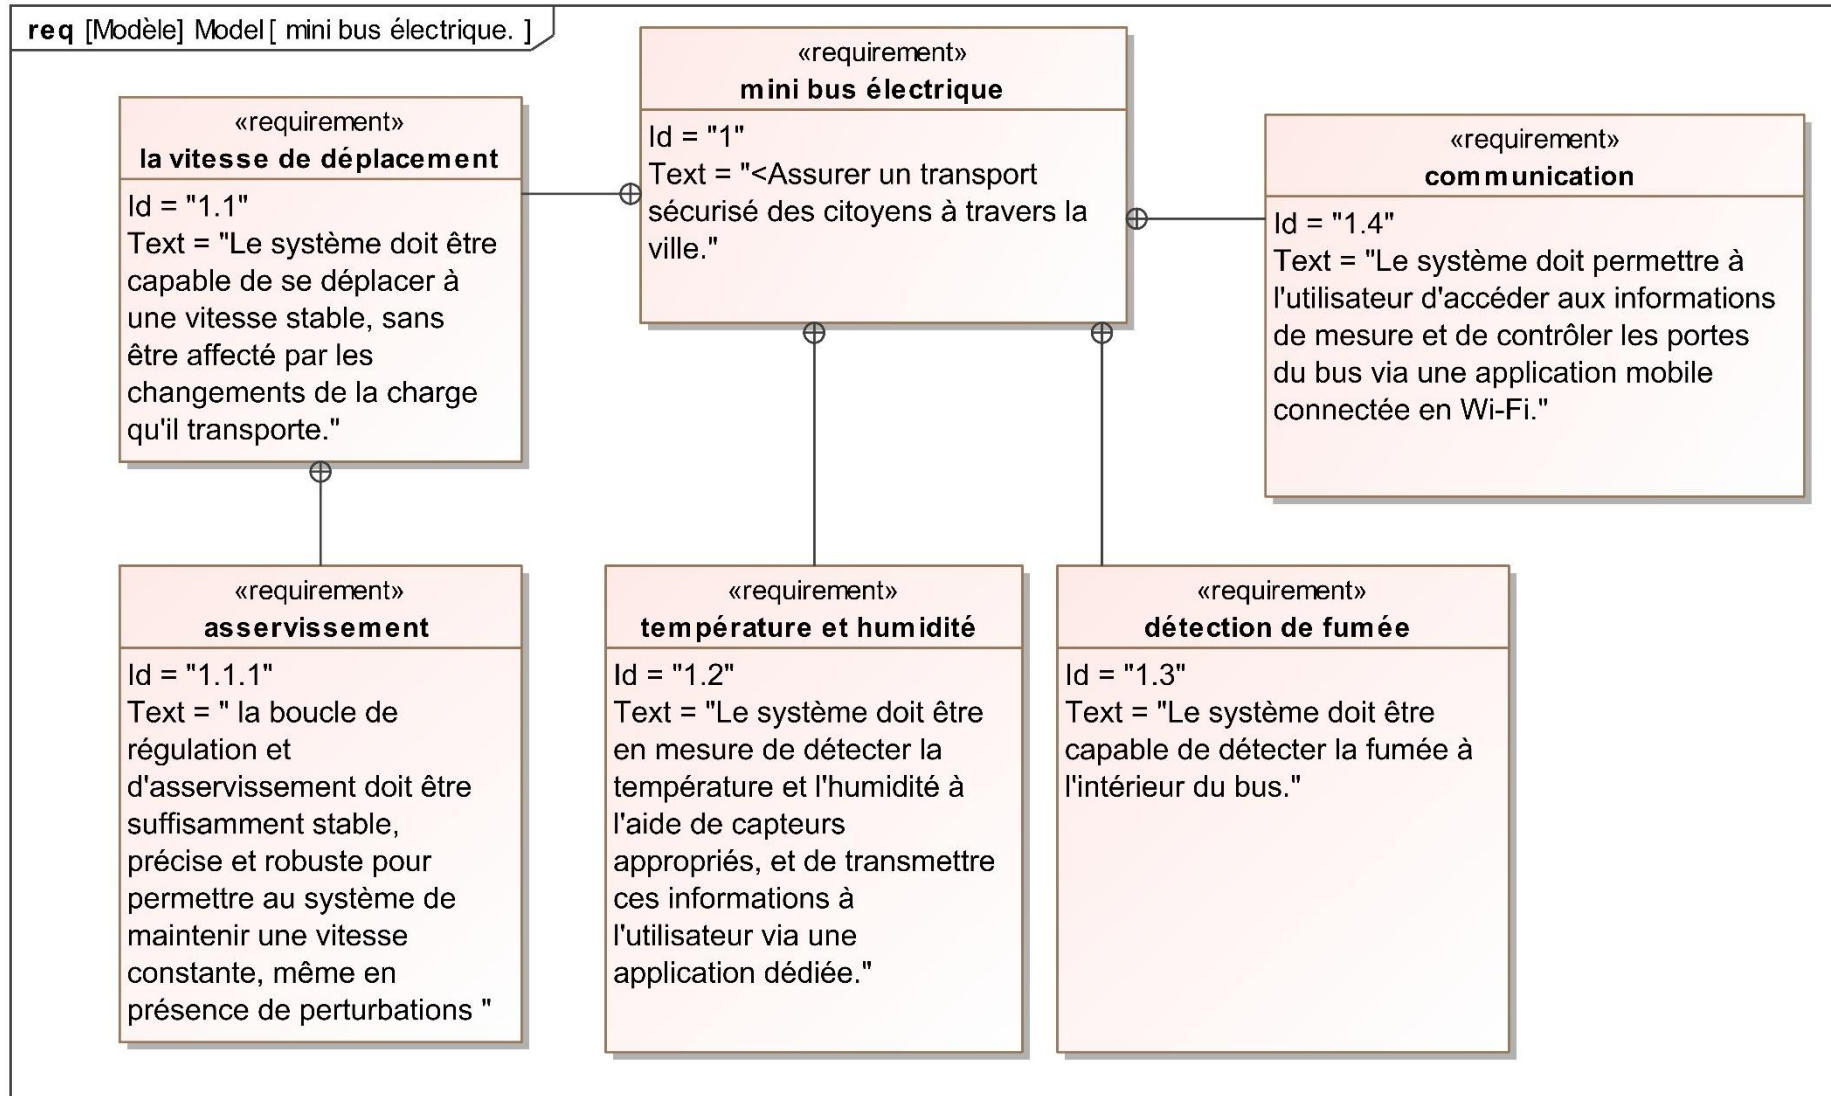 req [Modèle] Model [ mini bus électrique. ]
«requirement»
mini bus électrique
Id = "1"
Text = "<Assurer un transport
sécurisé des citoyens à travers la
ville."
«requirement»
la vitesse de déplacement
Id = "1.1"
Text = "Le système doit être
capable de se déplacer à
une vitesse stable, sans
être affecté par les
changements de la charge
qu'il transporte."
«requirement»
communication
Id = "1.4"
Text = "Le système doit permettre à
l'utilisateur d'accéder aux informations
de mesure et de contrôler les portes
du bus via une application mobile
connectée en Wi-Fi."
«requirement»
asservissement
Id = "1.1.1"
Text = " la boucle de
régulation et
d'asservissement doit être
suffisamment stable,
précise et robuste pour
permettre au système de
maintenir une vitesse
constante, même en
présence de perturbations "
«requirement»
température et humidité
Id = "1.2"
Text = "Le système doit être
en mesure de détecter la
température et l'humidité à
l'aide de capteurs
appropriés, et de transmettre
ces informations à
l'utilisateur via une
application dédiée."
«requirement»
détection de fumée
Id = "1.3"
Text = "Le système doit être
capable de détecter la fumée à
l'intérieur du bus."